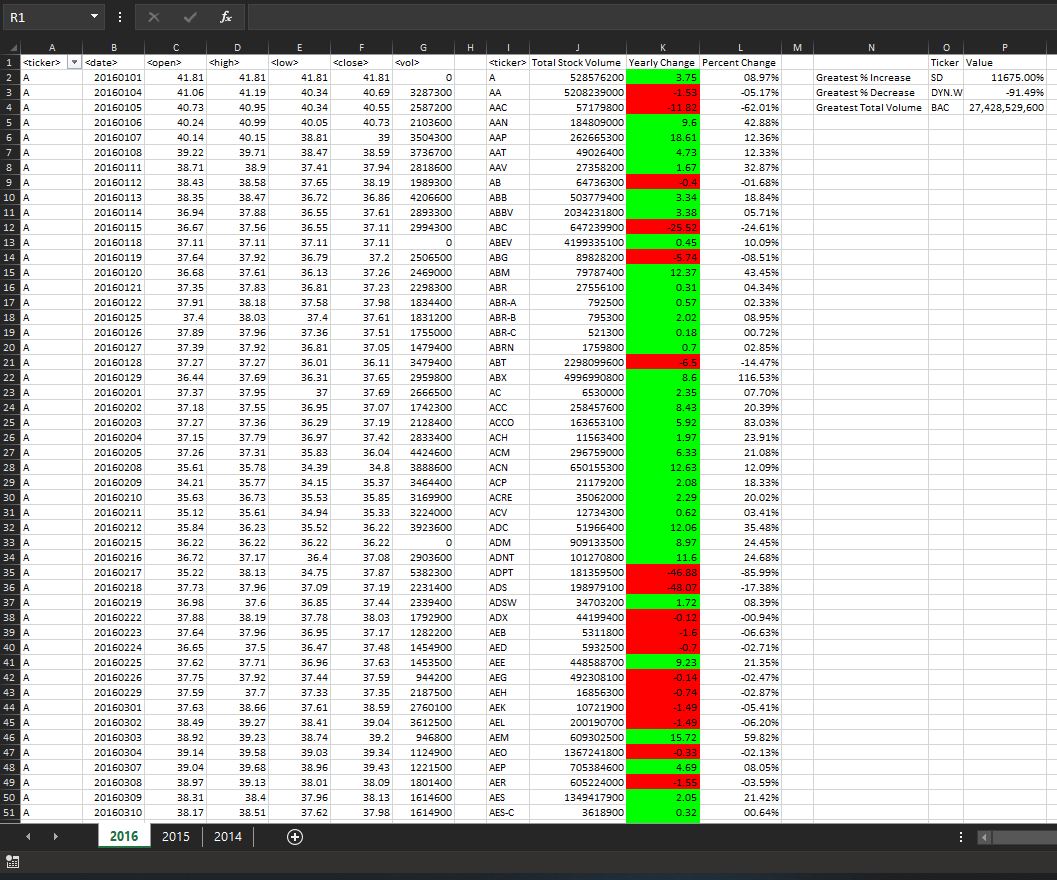 R1 fx
A B C D E F G H I J K L M N O P
1 <ticker> <date> <open> <high> <low> <close> <vol> <ticker> Total Stock Volume Yearly Change Percent Change Ticker Value
2 A 20160101 41.81 41.81 41.81 41.81 0 A 528576200 3.75 08.97% Greatest % Increase SD 11675.00%
3 A 20160104 41.06 41.19 40.34 40.69 3287300 AA 5208239000 -1.53 -05.17% Greatest % Decrease DYN.W -91.49%
4 A 20160105 40.73 40.95 40.34 40.55 2587200 AAC 57179800 -11.82 -62.01% Greatest Total Volume BAC 27,428,529,600
5 A 20160106 40.24 40.99 40.05 40.73 2103600 AAN 184809000 9.6 42.88%
6 A 20160107 40.14 40.15 38.81 39 3504300 AAP 262665300 18.61 12.36%
7 A 20160108 39.22 39.71 38.47 38.59 3736700 AAT 49026400 4.73 12.33%
8 A 20160111 38.71 38.9 37.41 37.94 2818600 AAV 27358200 1.67 32.87%
9 A 20160112 38.43 38.58 37.65 38.19 1989300 AB 64736300 -0.4 -01.68%
10 A 20160113 38.35 38.47 36.72 36.86 4206600 ABB 503779400 3.34 18.84%
11 A 20160114 36.94 37.88 36.55 37.61 2893300 ABBV 2034231800 3.38 05.71%
12 A 20160115 36.67 37.56 36.55 37.11 2994300 ABC 647239900 -25.52 -24.61%
13 A 20160118 37.11 37.11 37.11 37.11 0 ABEV 4199335100 0.45 10.09%
14 A 20160119 37.64 37.92 36.79 37.2 2506500 ABG 89828200 -5.74 -08.51%
15 A 20160120 36.68 37.61 36.13 37.26 2469000 ABM 79787400 12.37 43.45%
16 A 20160121 37.35 37.83 36.81 37.23 2298300 ABR 27556100 0.31 04.34%
17 A 20160122 37.91 38.18 37.58 37.98 1834400 ABR-A 792500 0.57 02.33%
18 A 20160125 37.4 38.03 37.4 37.61 1831200 ABR-B 795300 2.02 08.95%
19 A 20160126 37.89 37.96 37.36 37.51 1755000 ABR-C 521300 0.18 00.72%
20 A 20160127 37.39 37.92 36.81 37.05 1479400 ABRN 1759800 0.7 02.85%
21 A 20160128 37.27 37.27 36.01 36.11 3479400 ABT 2298099600 -6.5 -14.47%
22 A 20160129 36.44 37.69 36.31 37.65 2959800 ABX 4996990800 8.6 116.53%
23 A 20160201 37.37 37.95 37 37.69 2666500 AC 6530000 2.35 07.70%
24 A 20160202 37.18 37.55 36.95 37.07 1742300 ACC 258457600 8.43 20.39%
25 A 20160203 37.27 37.36 36.29 37.19 2128400 ACCO 163653100 5.92 83.03%
26 A 20160204 37.15 37.79 36.97 37.42 2833400 ACH 11563400 1.97 23.91%
27 A 20160205 37.26 37.31 35.83 36.04 4424600 ACM 296759000 6.33 21.08%
28 A 20160208 35.61 35.78 34.39 34.8 3888600 ACN 650155300 12.63 12.09%
29 A 20160209 34.21 35.77 34.15 35.37 3464400 ACP 21179200 2.08 18.33%
30 A 20160210 35.63 36.73 35.53 35.85 3169900 ACRE 35062000 2.29 20.02%
31 A 20160211 35.12 35.61 34.94 35.33 3224000 ACV 12734300 0.62 03.41%
32 A 20160212 35.84 36.23 35.52 36.22 3923600 ADC 51966400 12.06 35.48%
33 A 20160215 36.22 36.22 36.22 36.22 0 ADM 909133500 8.97 24.45%
34 A 20160216 36.72 37.17 36.4 37.08 2903600 ADNT 101270800 11.6 24.68%
35 A 20160217 35.22 38.13 34.75 37.87 5382300 ADPT 181359500 -46.88 -85.99%
36 A 20160218 37.73 37.96 37.09 37.19 2231400 ADS 198979100 -48.07 -17.38%
37 A 20160219 36.98 37.6 36.85 37.44 2339400 ADSW 34703200 1.72 08.39%
38 A 20160222 37.88 38.19 37.78 38.03 1792900 ADX 44199400 -0.12 -00.94%
39 A 20160223 37.64 37.96 36.95 37.17 1282200 AEB 5311800 -1.6 -06.63%
40 A 20160224 36.65 37.5 36.47 37.48 1454900 AED 5932500 -0.7 -02.71%
41 A 20160225 37.62 37.71 36.96 37.63 1453500 AEE 448588700 9.23 21.35%
42 A 20160226 37.75 37.92 37.44 37.59 944200 AEG 492308100 -0.14 -02.47%
43 A 20160229 37.59 37.7 37.33 37.35 2187500 AEH 16856300 -0.74 -02.87%
44 A 20160301 37.63 38.66 37.61 38.59 2760100 AEK 10721900 -1.49 -05.41%
45 A 20160302 38.49 39.27 38.41 39.04 3612500 AEL 200190700 -1.49 -06.20%
46 A 20160303 38.92 39.23 38.74 39.2 946800 AEM 609302500 15.72 59.82%
47 A 20160304 39.14 39.58 39.03 39.34 1124900 AEO 1367241800 -0.33 -02.13%
48 A 20160307 39.04 39.68 38.96 39.43 1221500 AEP 705384600 4.69 08.05%
49 A 20160308 38.97 39.13 38.01 38.09 1801400 AER 605224000 -1.55 -03.59%
50 A 20160309 38.31 38.4 37.96 38.13 1614600 AES 1349417900 2.05 21.42%
51 A 20160310 38.17 38.51 37.62 37.98 1614900 AES-C 3618900 0.32 00.64%
2016 2015 2014